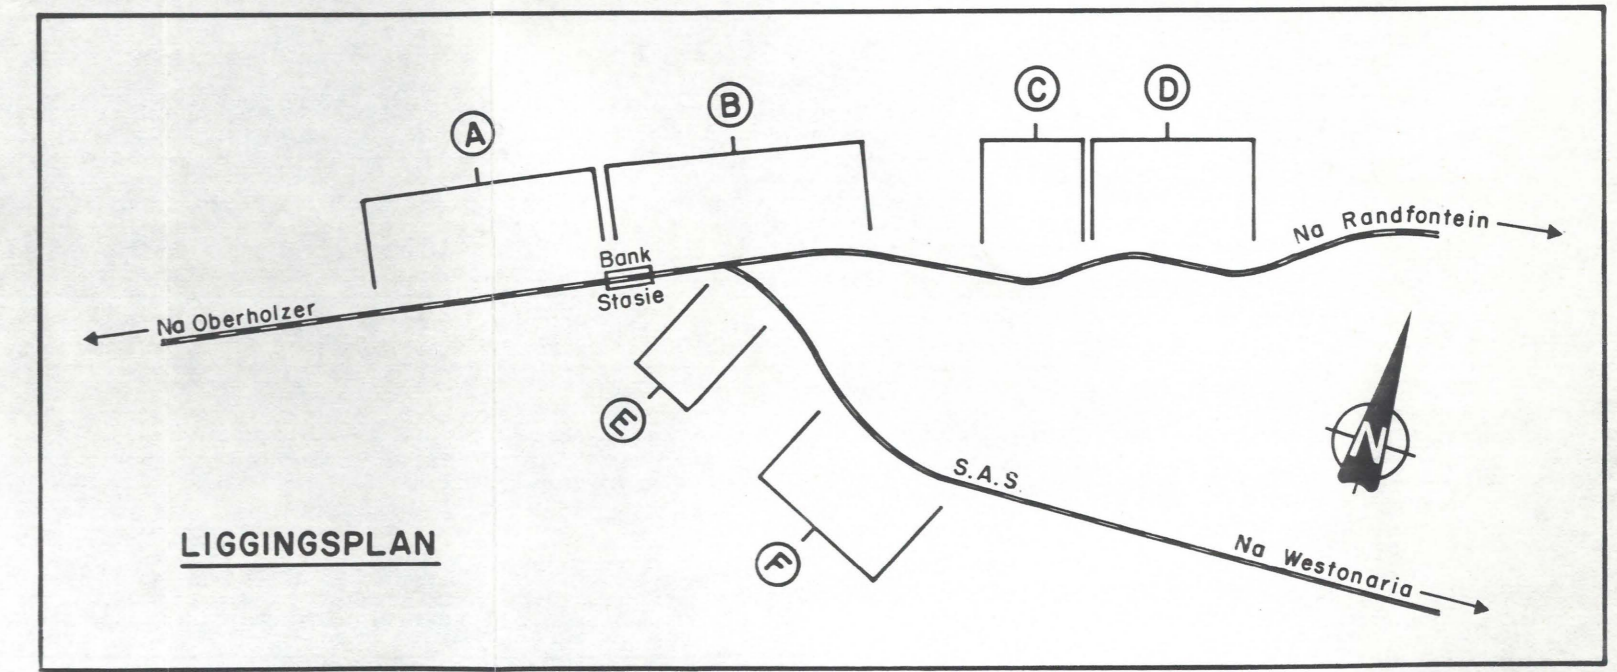 A
B
C
D
Na Randfontein
Bank
Stasie
Na Oberholzer
E
N
S.A.S.
F
LIGGINGSPLAN
Na Westonaria